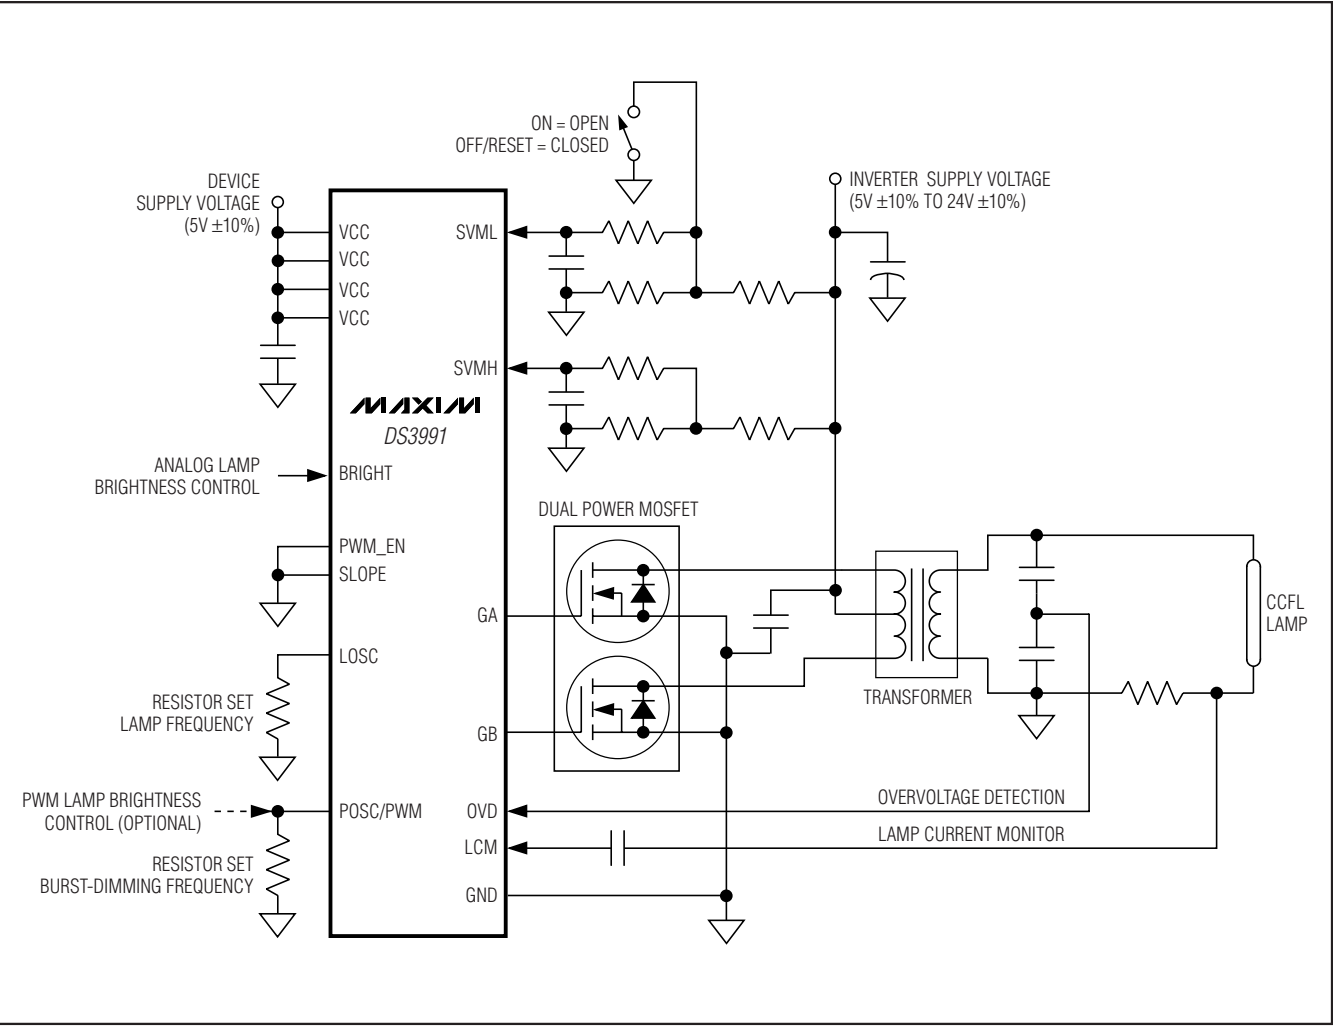 ON = OPEN
OFF/RESET = CLOSED
DEVICE
SUPPLY VOLTAGE
(5V ±10%)
INVERTER SUPPLY VOLTAGE
(5V ±10% TO 24V ±10%)
VCC
SVML
VCC
VCC
VCC
SVMH
MAXIM
DS3991
ANALOG LAMP
BRIGHTNESS CONTROL
BRIGHT
DUAL POWER MOSFET
PWM_EN
SLOPE
GA
CCFL
LAMP
LOSC
TRANSFORMER
RESISTOR SET
LAMP FREQUENCY
GB
PWM LAMP BRIGHTNESS
CONTROL (OPTIONAL)
POSC/PWM
OVD
OVERVOLTAGE DETECTION
LCM
LAMP CURRENT MONITOR
RESISTOR SET
BURST-DIMMING FREQUENCY
GND